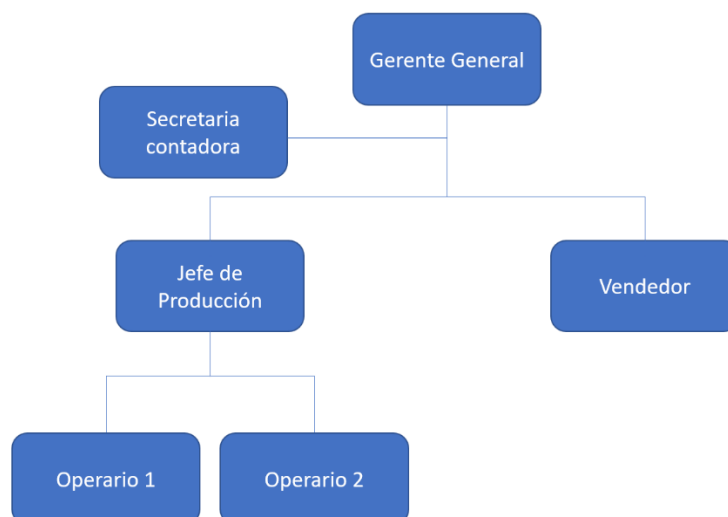 Gerente General
Secretaria
contadora
Jefe de
Producción
Vendedor
Operario 1
Operario 2